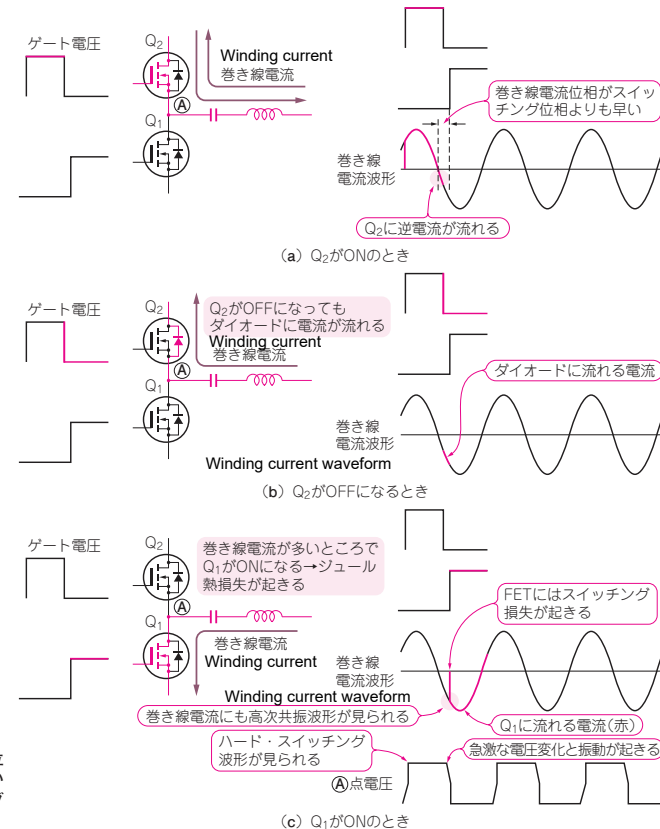 ゲート電圧
Q2
Winding current
巻き線電流
Ⓐ
Q1
巻き線電流位相がスイッ
チング位相よりも早い
巻き線
電流波形
Q2に逆電流が流れる
(a) Q2がONのとき
ゲート電圧
Q2
Q2がOFFになっても
ダイオードに電流が流れる
Winding current
巻き線電流
Ⓐ
Q1
ダイオードに流れる電流
巻き線
電流波形
Winding current waveform
(b) Q2がOFFになるとき
ゲート電圧
Q2
巻き線電流が多いところで
Q1がONになる→ジュール
熱損失が起きる
Ⓐ
Q1
巻き線電流
Winding current
FETにはスイッチング
損失が起きる
巻き線
電流波形
Winding current waveform
巻き線電流にも高次共振波形が見られる
Q1に流れる電流(赤)
ハード・スイッチング
波形が見られる
急激な電圧変化と振動が起きる
Ⓐ点電圧
(c) Q1がONのとき